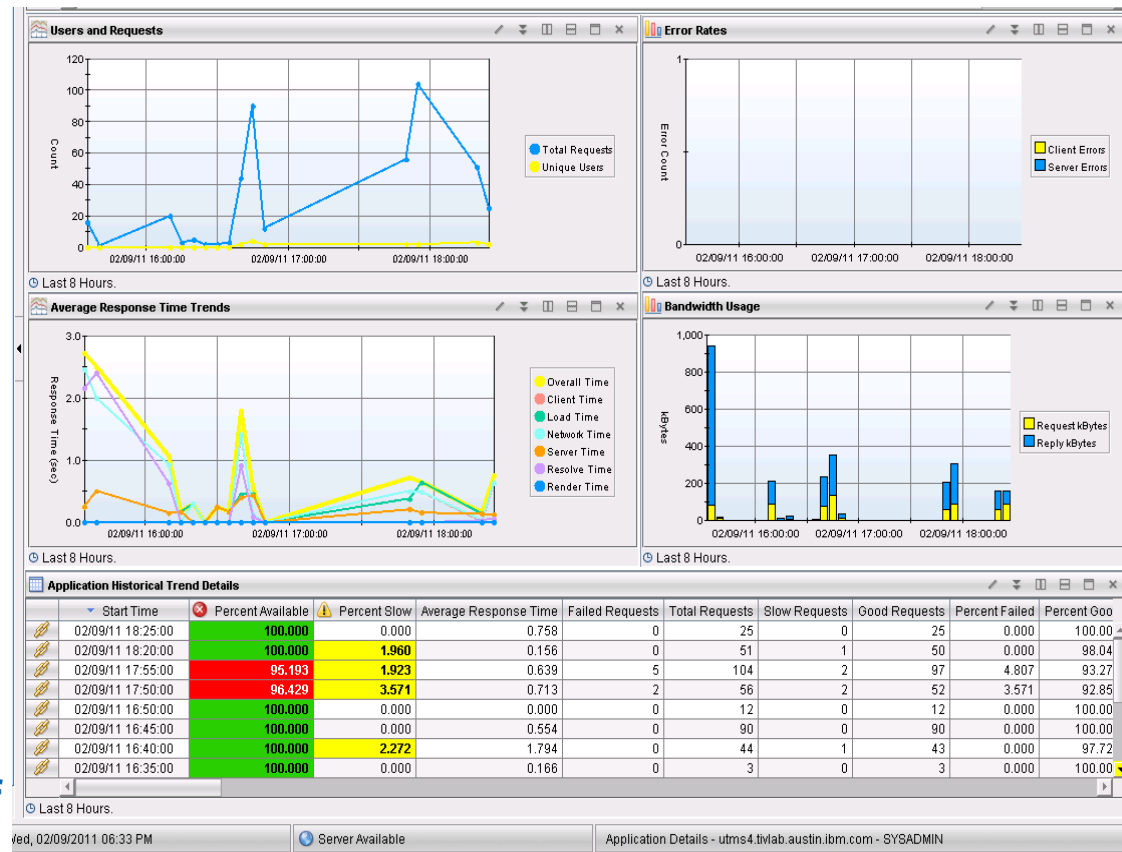 Users and Requests
120
100
80
60
40
20
0
Count
02/09/11 16:00:00 02/09/11 17:00:00 02/09/11 18:00:00
Total Requests
Unique Users
Last 8 Hours.
Error Rates
1
0
Error Count
02/09/11 16:00:00 02/09/11 17:00:00 02/09/11 18:00:00
Client Errors
Server Errors
Last 8 Hours.
Average Response Time Trends
3.0
2.0
1.0
0.0
Response Time (sec)
02/09/11 16:00:00 02/09/11 17:00:00 02/09/11 18:00:00
Overall Time
Client Time
Load Time
Network Time
Server Time
Resolve Time
Render Time
Last 8 Hours.
Bandwidth Usage
1,000
800
600
400
200
0
kBytes
02/09/11 16:00:00 02/09/11 17:00:00 02/09/11 18:00:00
Request kBytes
Reply kBytes
Last 8 Hours.
Application Historical Trend Details
Start Time Percent Available Percent Slow Average Response Time Failed Requests Total Requests Slow Requests Good Requests Percent Failed Percent Goo
02/09/11 18:25:00 100.000 0.000 0.758 0 25 0 25 0.000 100.00
02/09/11 18:20:00 100.000 1.960 0.156 0 51 1 50 0.000 98.04
02/09/11 17:55:00 95.193 1.923 0.639 5 104 2 97 4.807 93.27
02/09/11 17:50:00 96.429 3.571 0.713 2 56 2 52 3.571 92.85
02/09/11 16:50:00 100.000 0.000 0.000 0 12 0 12 0.000 100.00
02/09/11 16:45:00 100.000 0.000 0.554 0 90 0 90 0.000 100.00
02/09/11 16:40:00 100.000 2.272 1.794 0 44 1 43 0.000 97.72
02/09/11 16:35:00 100.000 0.000 0.166 0 3 0 3 0.000 100.00
Last 8 Hours.
ed, 02/09/2011 06:33 PM Server Available Application Details - utms4.tivlab.austin.ibm.com - SYSADMIN